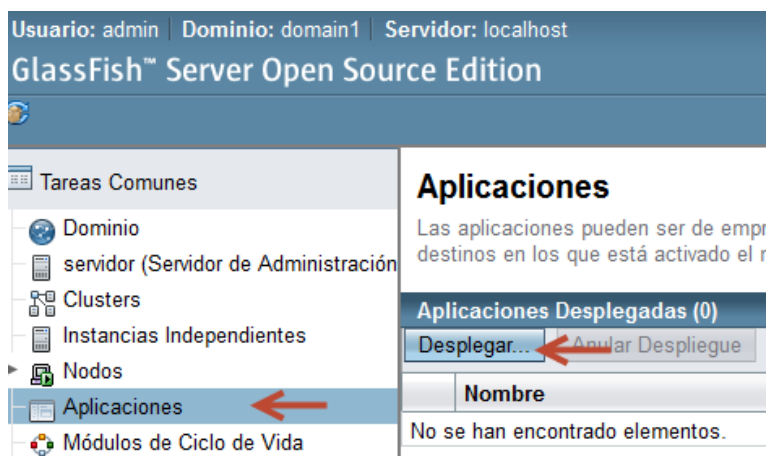 Usuario: admin | Dominio: domain1 | Servidor: localhost
GlassFish™ Server Open Source Edition
Tareas Comunes
Dominio
servidor (Servidor de Administración
Clusters
Instancias Independientes
Nodos
Aplicaciones
Módulos de Ciclo de Vida
Aplicaciones
Las aplicaciones pueden ser de empr
destinos en los que está activado el r
Aplicaciones Desplegadas (0)
Desplegar... Anular Despliegue
Nombre
No se han encontrado elementos.